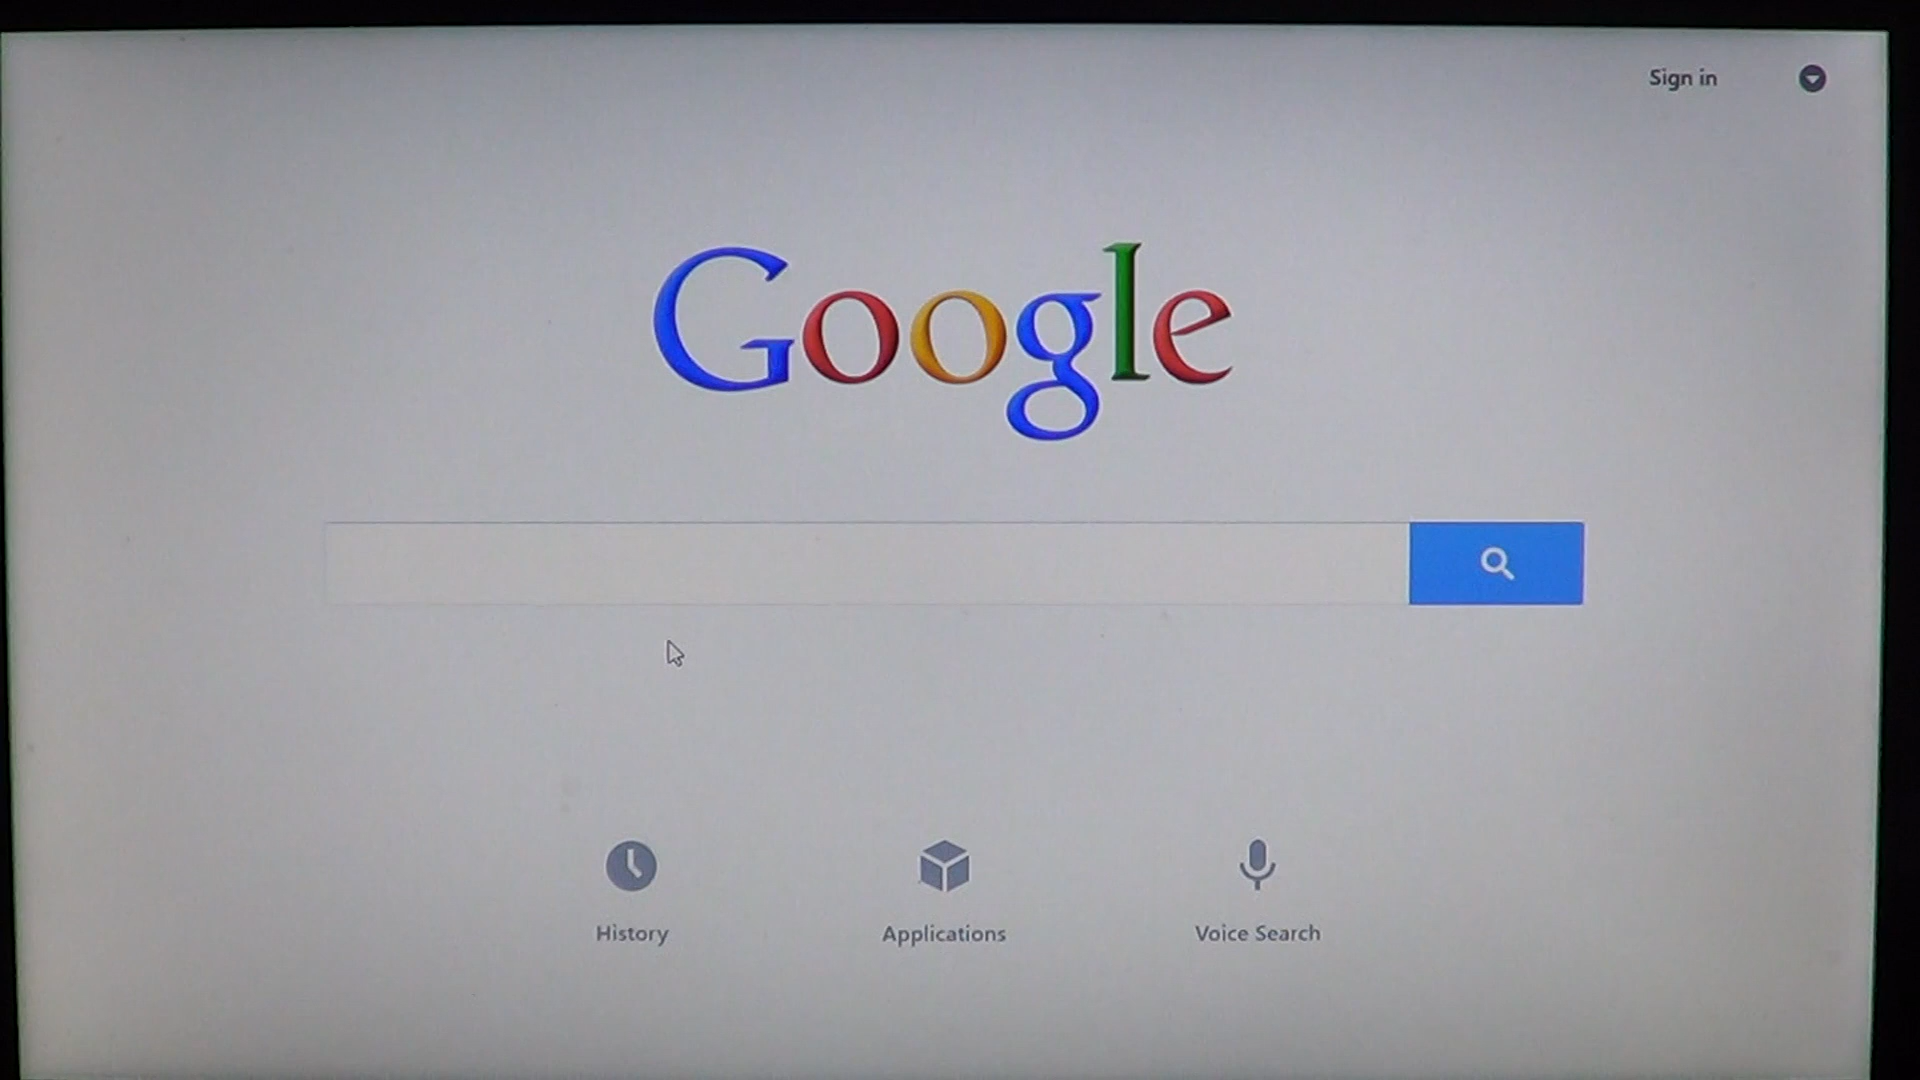 Sign in
Google
History
Applications
Voice Search